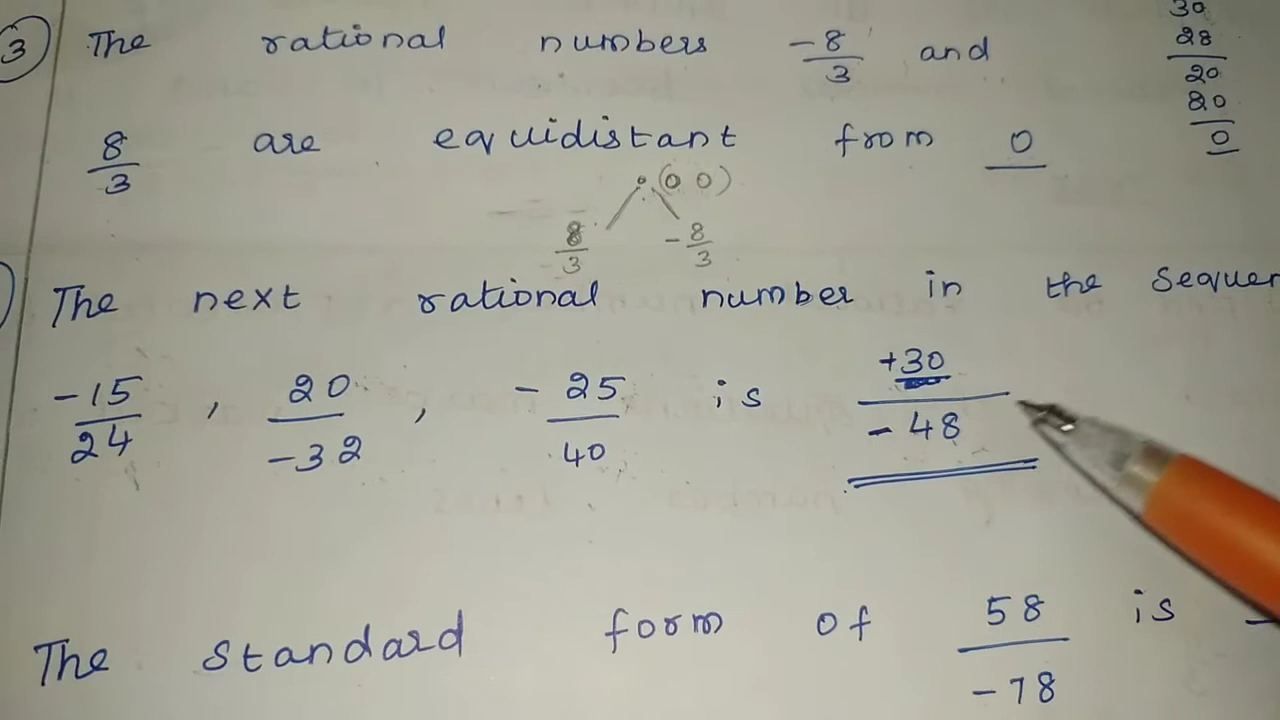 3 The rational numbers -8/3 and
8/3 are equidistant from 0
30
28
20
20
0
(0 0)
8/3 -8/3
The next rational number in the
-15/24 , 20/-32 , -25/40 is +30/-48
The standard form of 58/-78 is